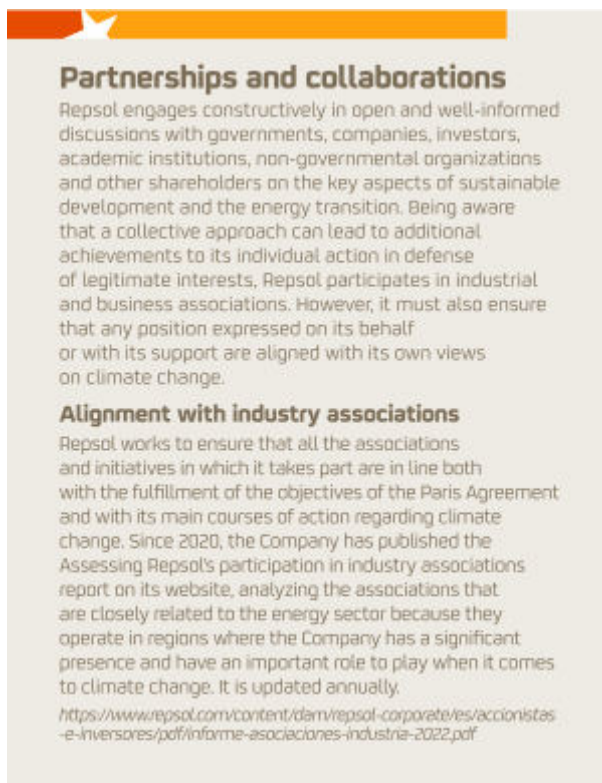 Partnerships and collaborations
Repsol engages constructively in open and well-informed
discussions with governments, companies, investors,
academic institutions, non-governmental organizations
and other shareholders on the key aspects of sustainable
development and the energy transition. Being aware
that a collective approach can lead to additional
achievements to its individual action in defense
of legitimate interests, Repsol participates in industrial
and business associations. However, it must also ensure
that any position expressed on its behalf
or with its support are aligned with its own views
on climate change.
Alignment with industry associations
Repsol works to ensure that all the associations
and initiatives in which it takes part are in line both
with the fulfillment of the objectives of the Paris Agreement
and with its main courses of action regarding climate
change. Since 2020, the Company has published the
Assessing Repsol's participation in industry associations
report on its website, analyzing the associations that
are closely related to the energy sector because they
operate in regions where the Company has a significant
presence and have an important role to play when it comes
to climate change. It is updated annually.
https://www.repsol.com/content/dam/repsol-corporate/es/accionistas
-e-inversores/pdf/informe-asociaciones-industria-2022.pdf